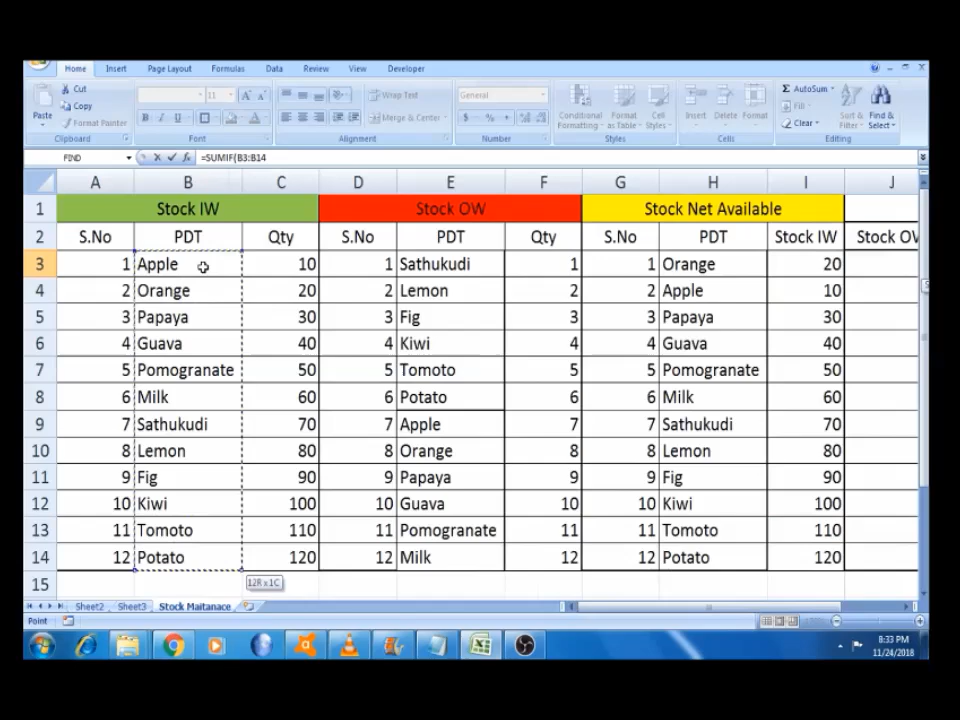 Home Insert Page Layout Formulas Data Review View Developer
Cut
Copy
Format Painter
Paste
Clipboard
11
Font
Wrap Text
Merge & Center
Alignment
General
Number
Conditional Formatting
Format as Table
Cell Styles
Styles
Insert Delete Format
Cells
AutoSum
Fill
Clear
Sort & Filter
Find & Select
Editing
FIND =SUMIF(B3:B14
A B C D E F G H I J
1 Stock IW Stock OW Stock Net Available
2 S.No PDT Qty S.No PDT Qty S.No PDT Stock IW Stock OW
3 1 Apple 10 1 Sathukudi 1 1 Orange 20
4 2 Orange 20 2 Lemon 2 2 Apple 10
5 3 Papaya 30 3 Fig 3 3 Papaya 30
6 4 Guava 40 4 Kiwi 4 4 Guava 40
7 5 Pomogranate 50 5 Tomoto 5 5 Pomogranate 50
8 6 Milk 60 6 Potato 6 6 Milk 60
9 7 Sathukudi 70 7 Apple 7 7 Sathukudi 70
10 8 Lemon 80 8 Orange 8 8 Lemon 80
11 9 Fig 90 9 Papaya 9 9 Fig 90
12 10 Kiwi 100 10 Guava 10 10 Kiwi 100
13 11 Tomoto 110 11 Pomogranate 11 11 Tomoto 110
14 12 Potato 120 12 Milk 12 12 Potato 120
15
12R x 1C
Sheet2 Sheet3 Stock Maitanace
Point
8:33 PM
11/24/2018